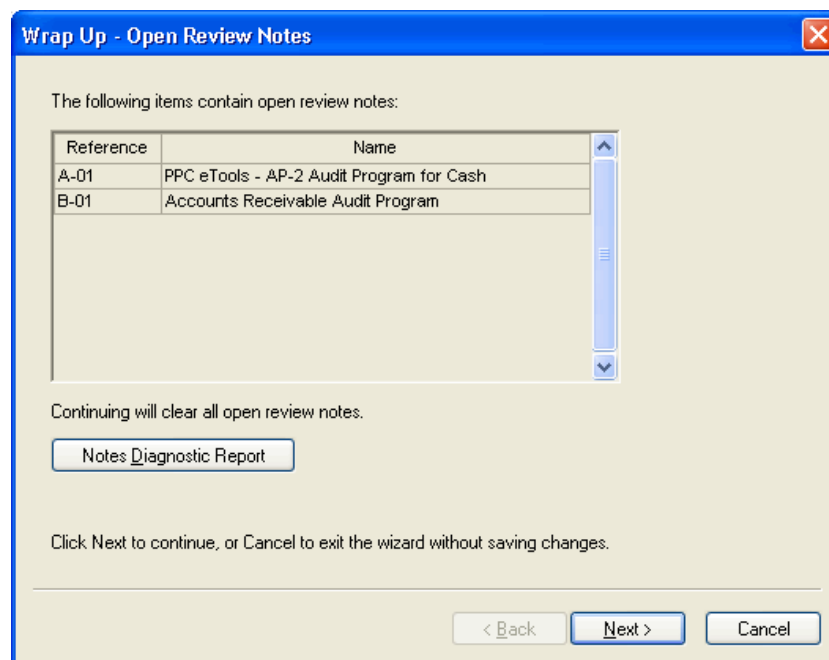 Wrap Up - Open Review Notes
The following items contain open review notes:
Reference Name
A-01 PPC eTools - AP-2 Audit Program for Cash
B-01 Accounts Receivable Audit Program
Continuing will clear all open review notes.
Notes Diagnostic Report
Click Next to continue, or Cancel to exit the wizard without saving changes.
< Back Next > Cancel